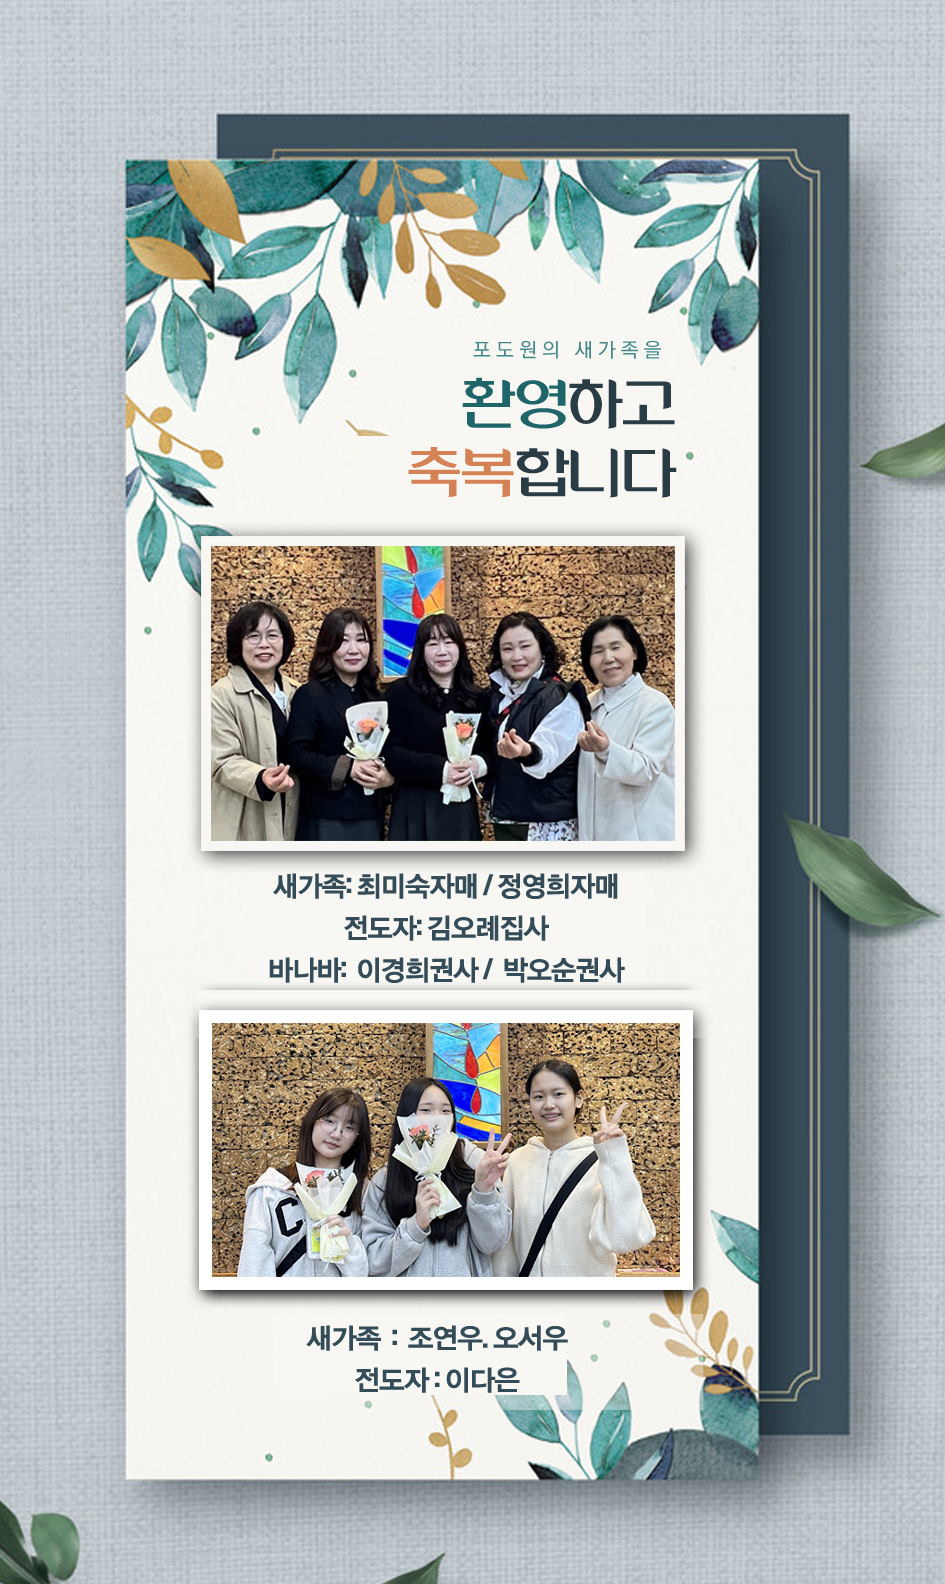 포도원의 새가족을
환영하고
축복합니다
새가족: 최미숙자매 / 정영희자매
전도자: 김오례집사
바나바: 이경희권사 / 박오순권사
새가족 : 조연우. 오서우
전도자 : 이다은